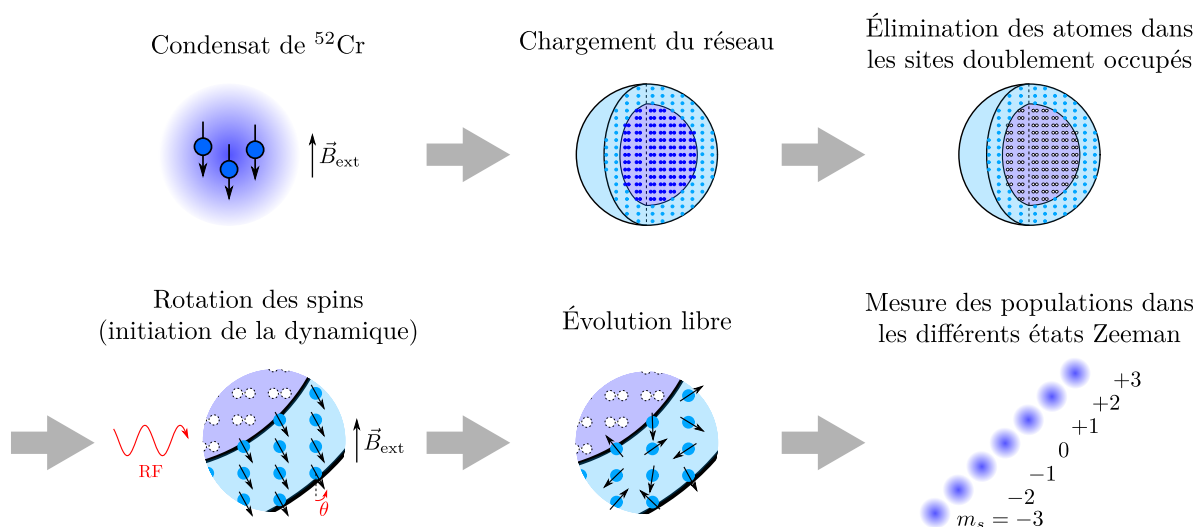 Condensat de ⁵²Cr
Chargement du réseau
Élimination des atomes dans
les sites doublement occupés
B⃗ext
Rotation des spins
(initiation de la dynamique)
Évolution libre
Mesure des populations dans
les différents états Zeeman
RF
B⃗ext
θ
+3
+2
+1
0
−1
−2
mₛ = −3